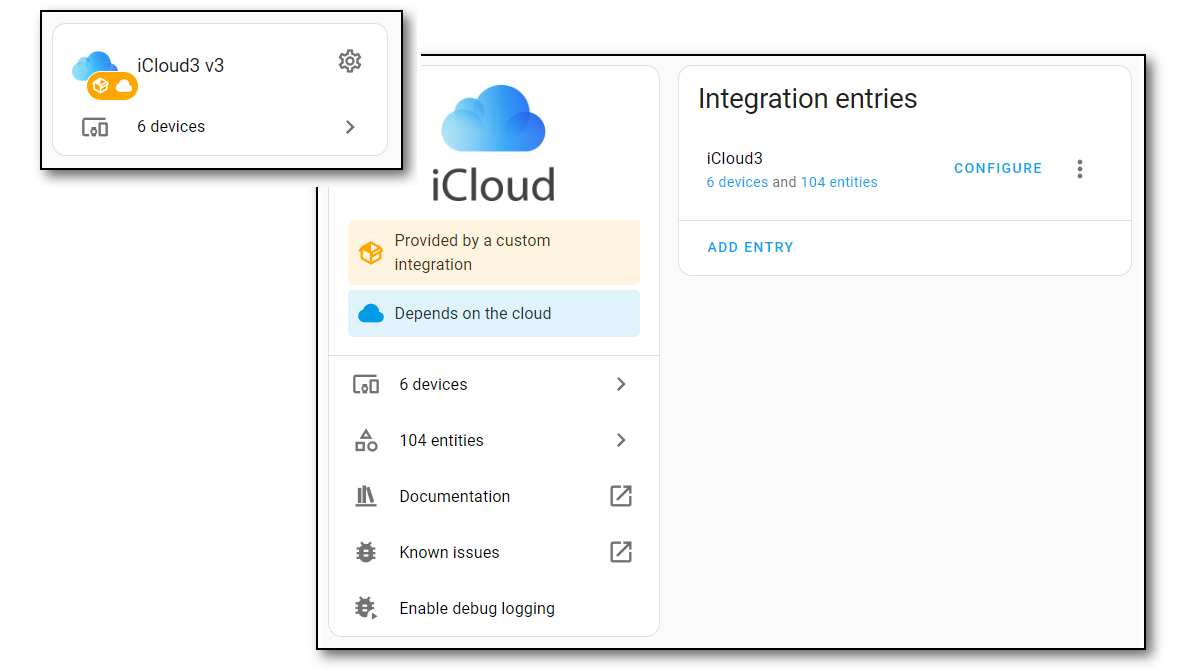 iCloud3 v3
6 devices
iCloud
Provided by a custom
integration
Depends on the cloud
6 devices
104 entities
Documentation
Known issues
Enable debug logging
Integration entries
iCloud3
CONFIGURE
6 devices and 104 entities
ADD ENTRY